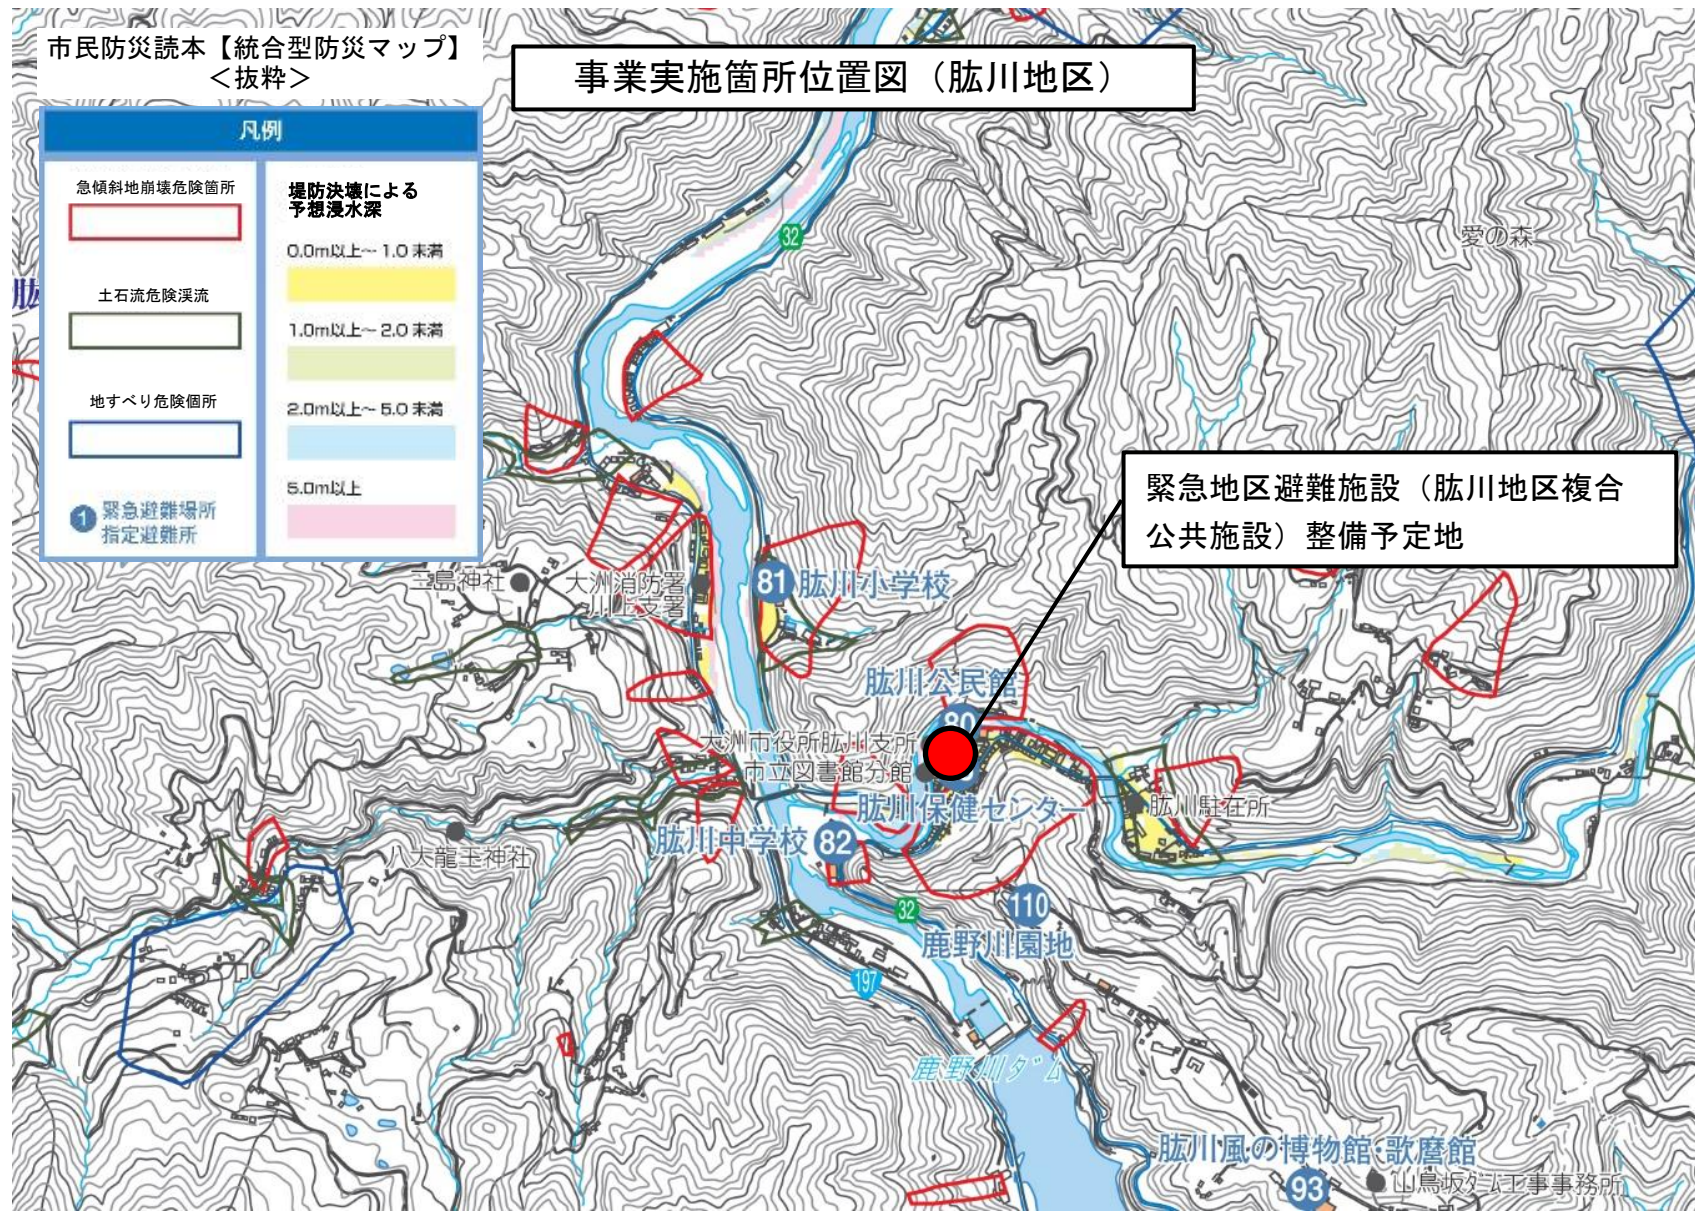 市民防災読本【統合型防災マップ】
＜抜粋＞
事業実施箇所位置図（肱川地区）
凡例
急傾斜地崩壊危険箇所
土石流危険渓流
地すべり危険個所
1 緊急避難場所
指定避難所
堤防決壊による
予想浸水深
0.0m以上～1.0未満
1.0m以上～2.0未満
2.0m以上～5.0未満
5.0m以上
肱
32
愛の森
緊急地区避難施設（肱川地区複合
公共施設）整備予定地
三島神社
大洲消防署
川上支署
81 肱川小学校
肱川公民館
80
大洲市役所肱川支所
市立図書館分館
肱川保健センター
肱川駐在所
肱川中学校 82
八大龍王神社
32
110
鹿野川園地
197
鹿野川ダム
肱川風の博物館・歌麿館
93
山鳥坂ダム工事事務所